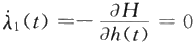 λ̇₁(t) = − ∂H / ∂h(t) = 0